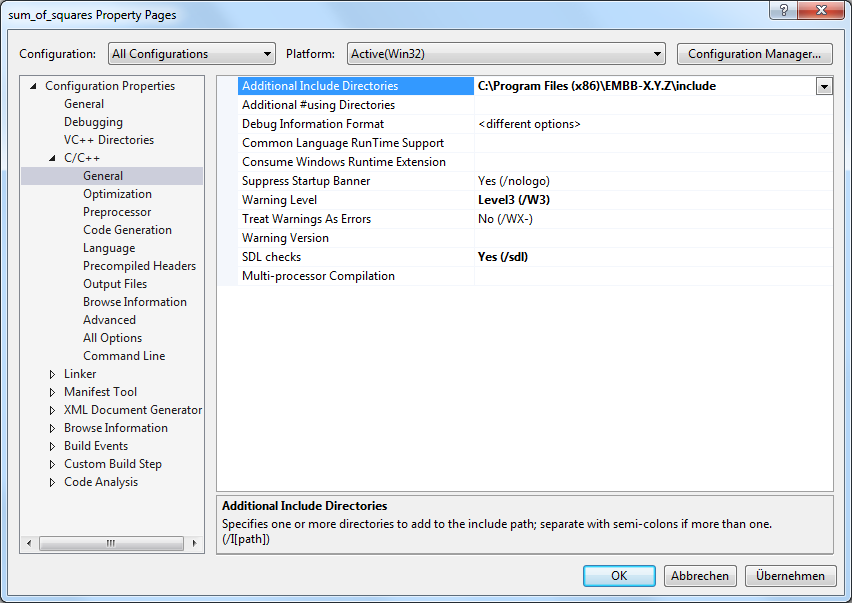 sum_of_squares Property Pages
Configuration: All Configurations Platform: Active(Win32) Configuration Manager...
Configuration Properties
General
Debugging
VC++ Directories
C/C++
General
Optimization
Preprocessor
Code Generation
Language
Precompiled Headers
Output Files
Browse Information
Advanced
All Options
Command Line
Linker
Manifest Tool
XML Document Generator
Browse Information
Build Events
Custom Build Step
Code Analysis
Additional Include Directories C:\Program Files (x86)\EMBB-X.Y.Z\include
Additional #using Directories
Debug Information Format <different options>
Common Language RunTime Support
Consume Windows Runtime Extension
Suppress Startup Banner Yes (/nologo)
Warning Level Level3 (/W3)
Treat Warnings As Errors No (/WX-)
Warning Version
SDL checks Yes (/sdl)
Multi-processor Compilation
Additional Include Directories
Specifies one or more directories to add to the include path; separate with semi-colons if more than one.
(/I[path])
OK Abbrechen Übernehmen